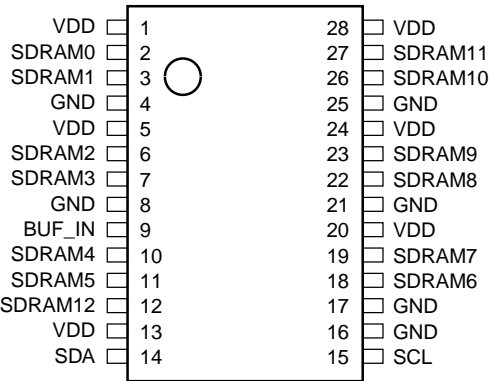 VDD 1 28 VDD
SDRAM0 2 27 SDRAM11
SDRAM1 3 26 SDRAM10
GND 4 25 GND
VDD 5 24 VDD
SDRAM2 6 23 SDRAM9
SDRAM3 7 22 SDRAM8
GND 8 21 GND
BUF_IN 9 20 VDD
SDRAM4 10 19 SDRAM7
SDRAM5 11 18 SDRAM6
SDRAM12 12 17 GND
VDD 13 16 GND
SDA 14 15 SCL